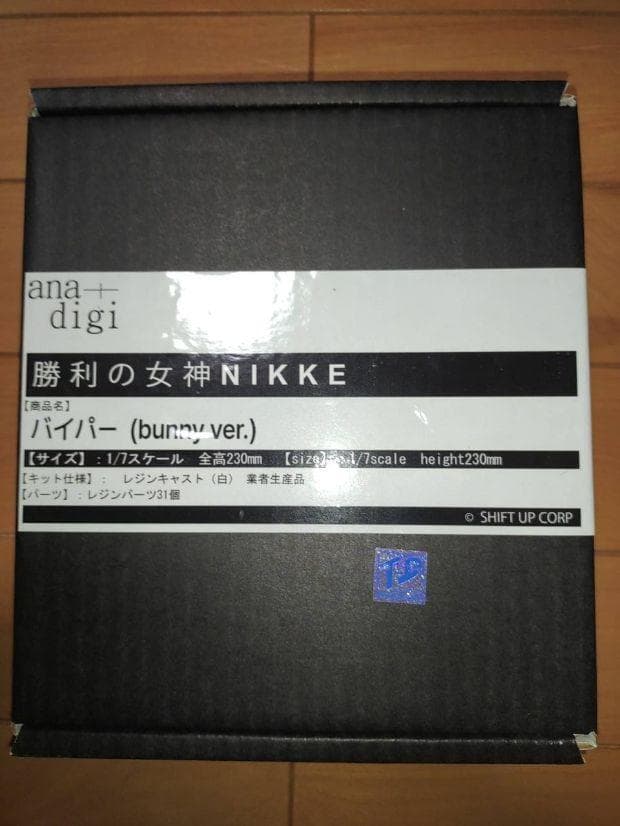 ana+
digi
勝利の女神NIKKE
【商品名】
バイパー (bunny ver.)
【サイズ】：1/7スケール 全高230mm 【size】：1/7scale height230mm
【キット仕様】： レジンキャスト（白） 業者生産品
【パーツ】：レジンパーツ31個
© SHIFT UP CORP
TD